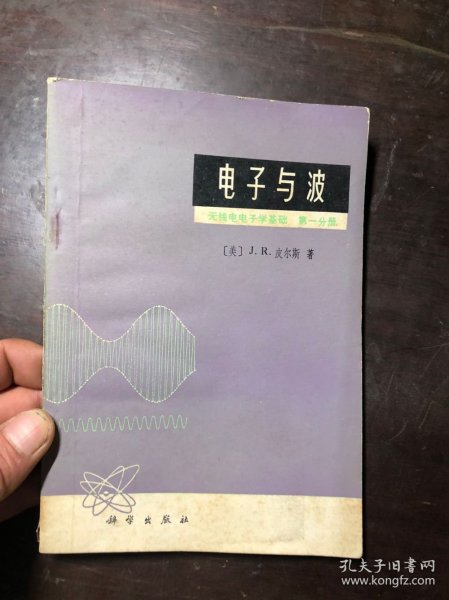 电子与波
无线电电子学基础 第一分册
〔美〕J. R. 皮尔斯 著
科学出版社
孔夫子旧书网
www.kongfz.com